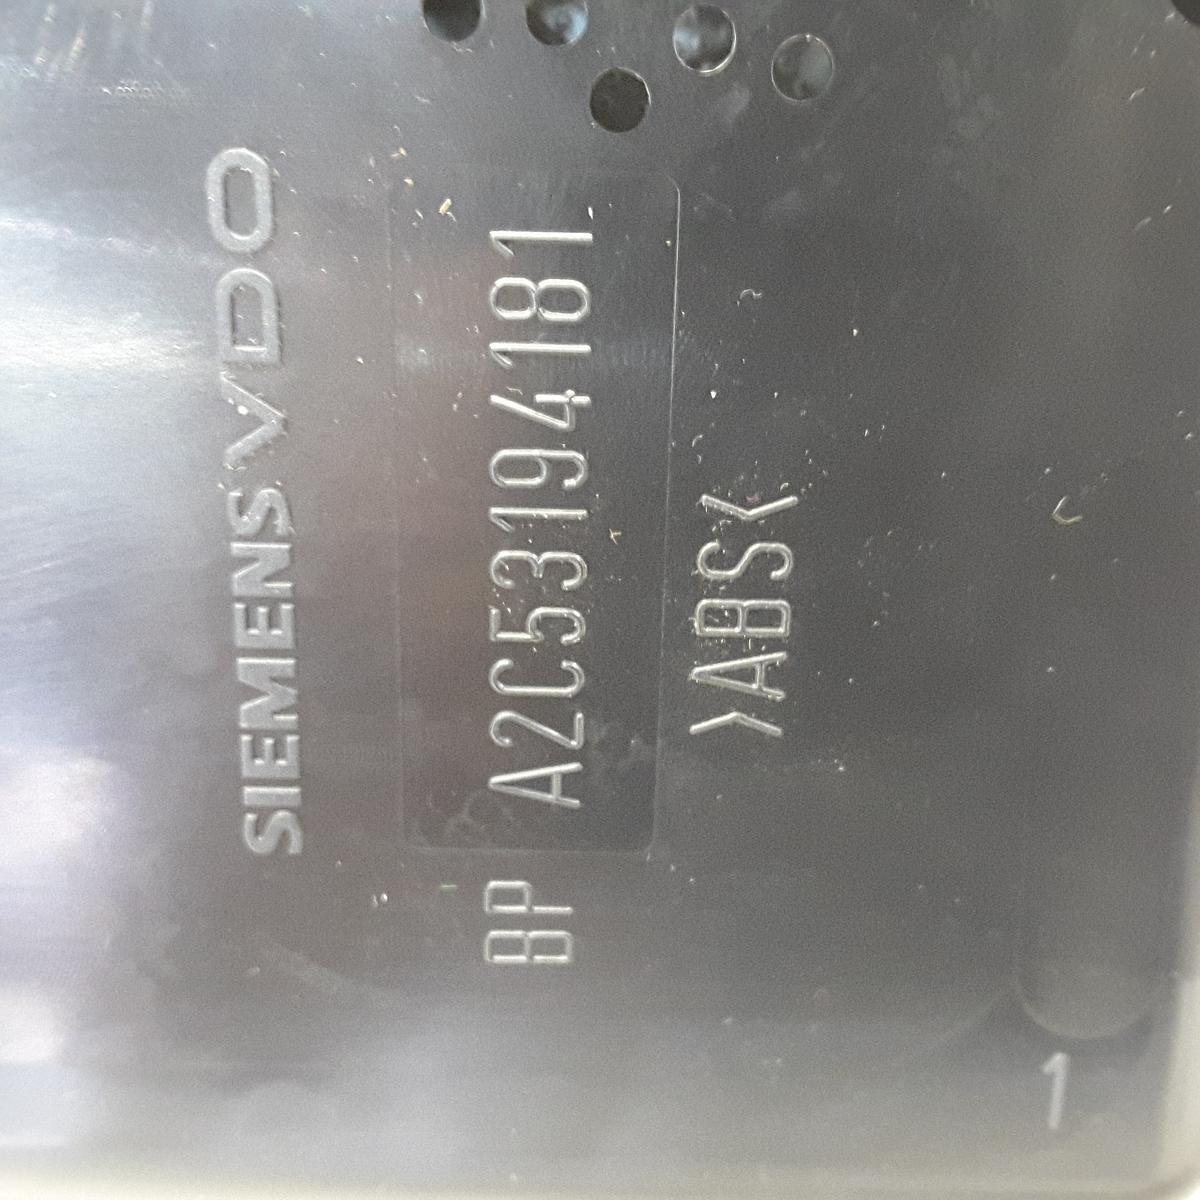 SIEMENS VDO
BP A2C53194181
>ABS<
1